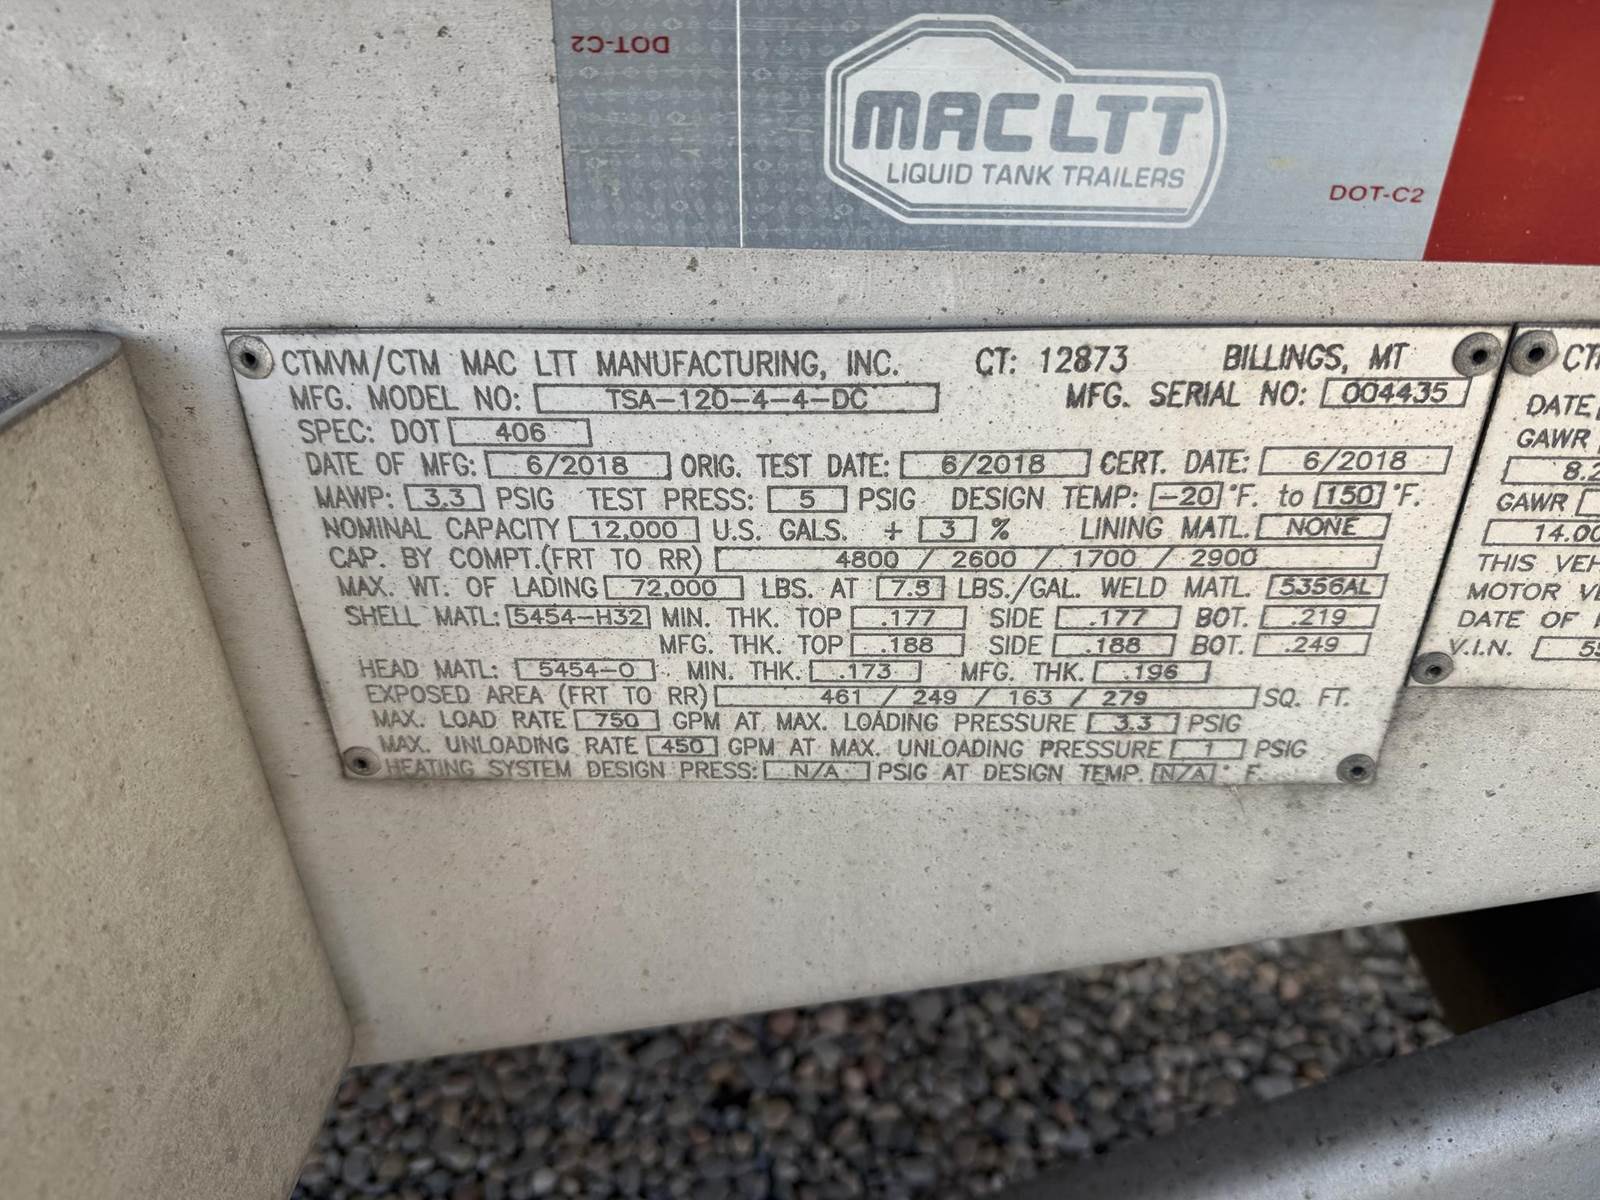 DOT-C2
MAC LTT
LIQUID TANK TRAILERS
DOT-C2
CTMVM/CTM MAC LTT MANUFACTURING, INC. CT: 12873 BILLINGS, MT
MFG. MODEL NO: TSA-120-4-4-DC MFG. SERIAL NO: 004435
SPEC: DOT 406
DATE OF MFG: 6/2018 ORIG. TEST DATE: 6/2018 CERT. DATE: 6/2018
MAWP: 3.3 PSIG TEST PRESS: 5 PSIG DESIGN TEMP: -20 °F. to 150 °F.
NOMINAL CAPACITY 12,000 U.S. GALS. + 3 % LINING MATL. NONE
CAP. BY COMPT.(FRT TO RR) 4800 / 2600 / 1700 / 2900
MAX. WT. OF LADING 72,000 LBS. AT LBS./GAL. WELD MATL. 5356AL
SHELL MATL: 5454-H32 MIN. THK. TOP .177 SIDE .177 BOT. .219
MFG. THK. TOP .188 SIDE .188 BOT. .249
HEAD MATL: 5454-O MIN. THK. .173 MFG THK. .196
EXPOSED AREA (FRT TO RR) 461 / 249 / 163 / 279 SQ. FT.
MAX. LOAD RATE 750 GPM AT MAX. LOADING PRESSURE 3.3 PSIG
MAX. UNLOADING RATE 450 GPM AT MAX. UNLOADING PRESSURE 1 PSIG
HEATING SYSTEM DESIGN PRESS: N/A PSIG AT DESIGN TEMP. N/A ° F.
DATE
GAWR
8.2
GAWR
14.00
THIS VEH
MOTOR VE
DATE OF
V.I.N. 55